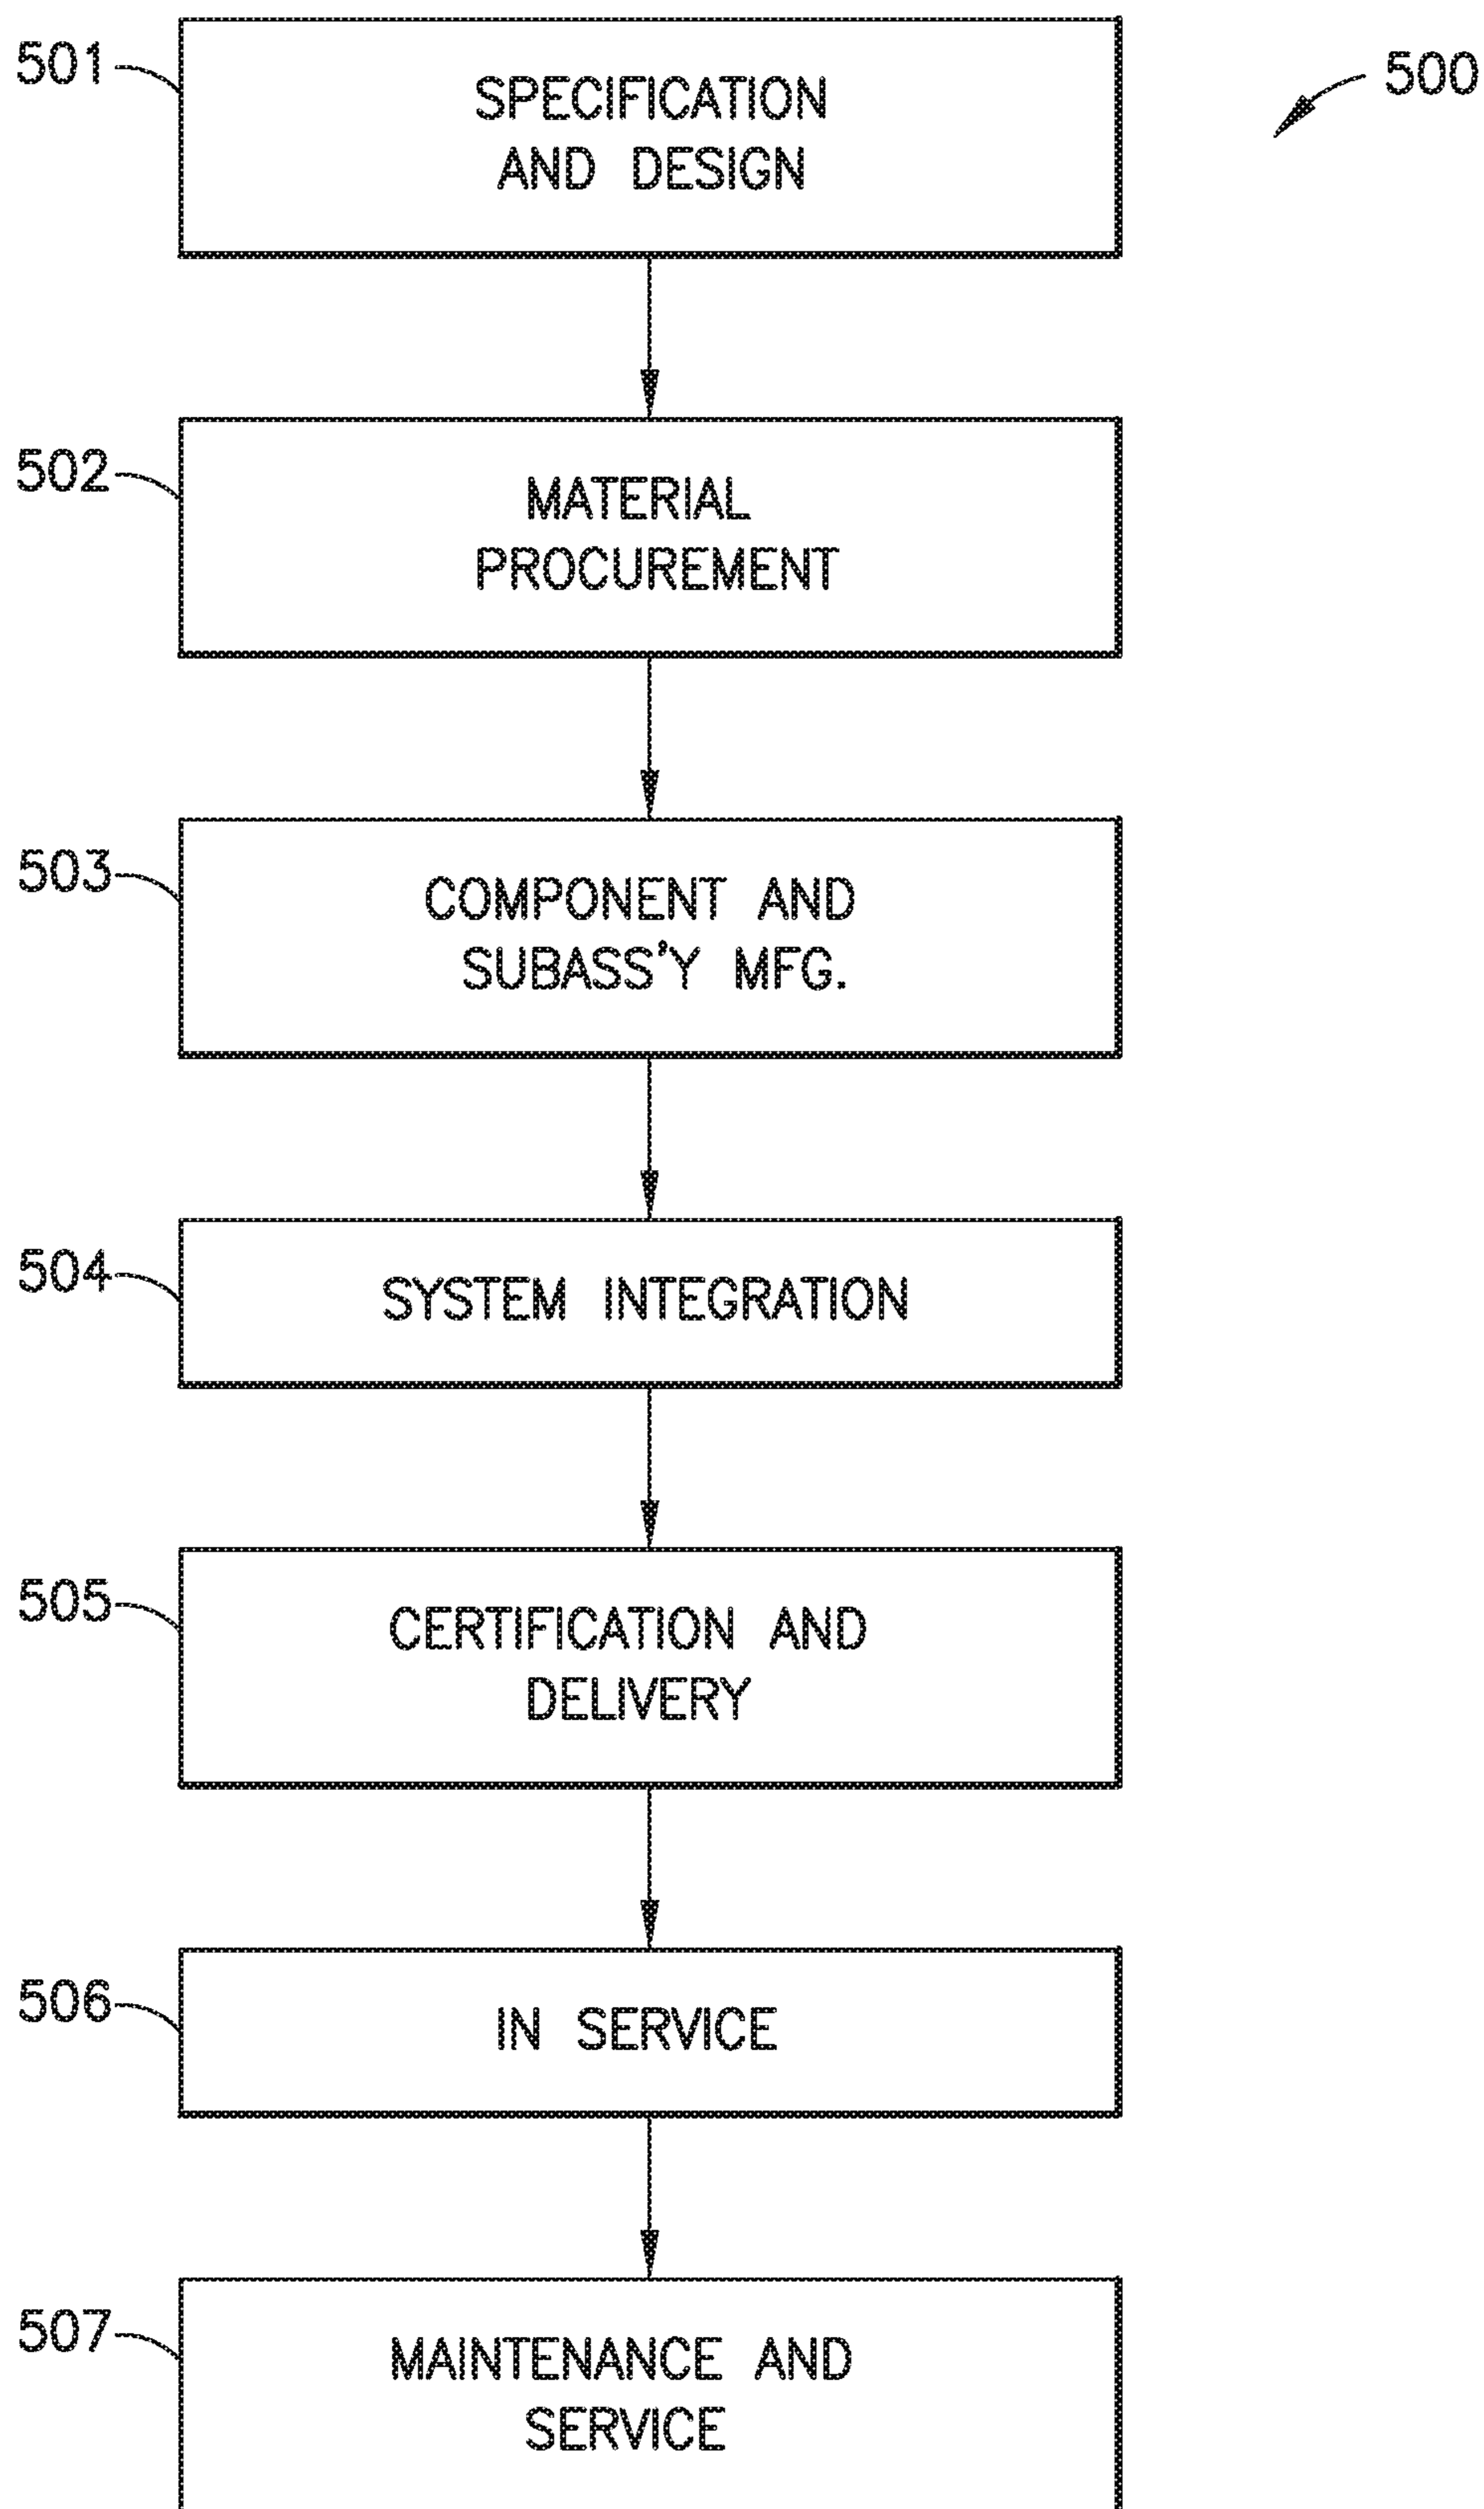 501
SPECIFICATION
AND DESIGN
500
502
MATERIAL
PROCUREMENT
503
COMPONENT AND
SUBASS'Y MFG.
504
SYSTEM INTEGRATION
505
CERTIFICATION AND
DELIVERY
506
IN SERVICE
507
MAINTENANCE AND
SERVICE